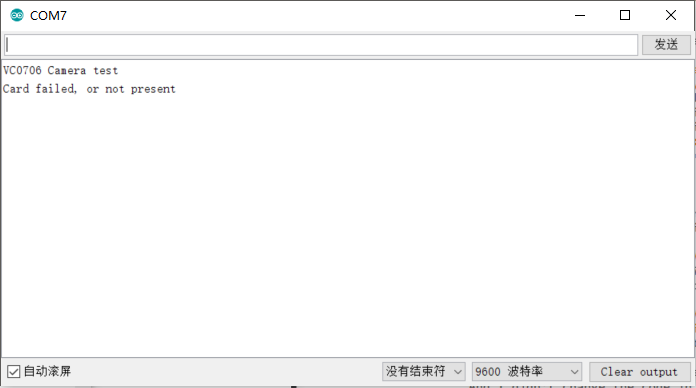 COM7
发送
VC0706 Camera test
Card failed, or not present
自动滚屏
没有结束符
9600 波特率
Clear output